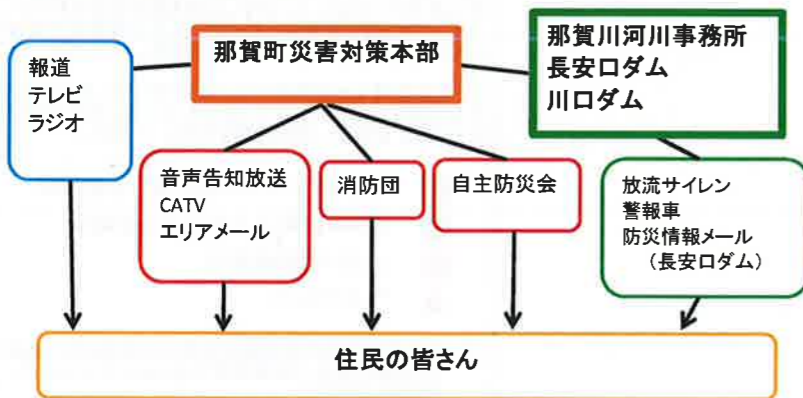 那賀町災害対策本部
那賀川河川事務所
長安口ダム
川口ダム
報道
テレビ
ラジオ
音声告知放送
CATV
エリアメール
消防団
自主防災会
放流サイレン
警報車
防災情報メール
（長安口ダム）
住民の皆さん